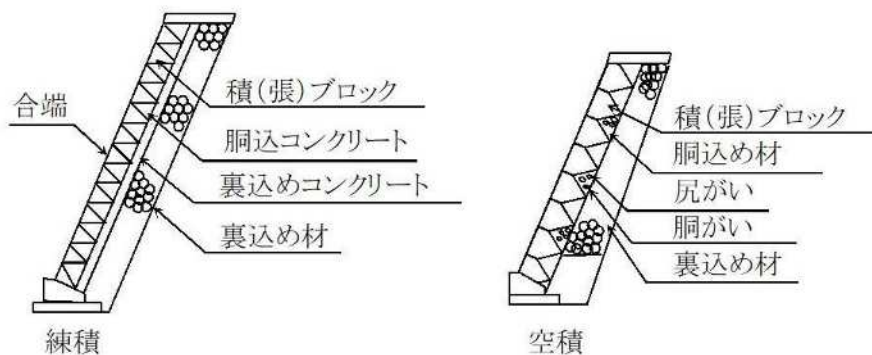 合端
積(張)ブロック
胴込コンクリート
裏込めコンクリート
裏込め材
練積
積(張)ブロック
胴込め材
尻がい
胴がい
裏込め材
空積